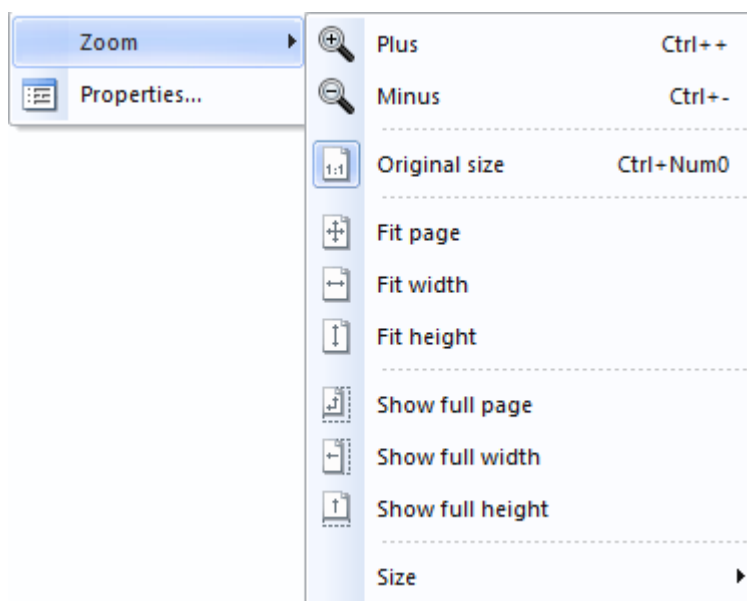 Zoom
Properties...
Plus Ctrl++
Minus Ctrl+-
1:1
Original size Ctrl+Num0
Fit page
Fit width
Fit height
Show full page
Show full width
Show full height
Size